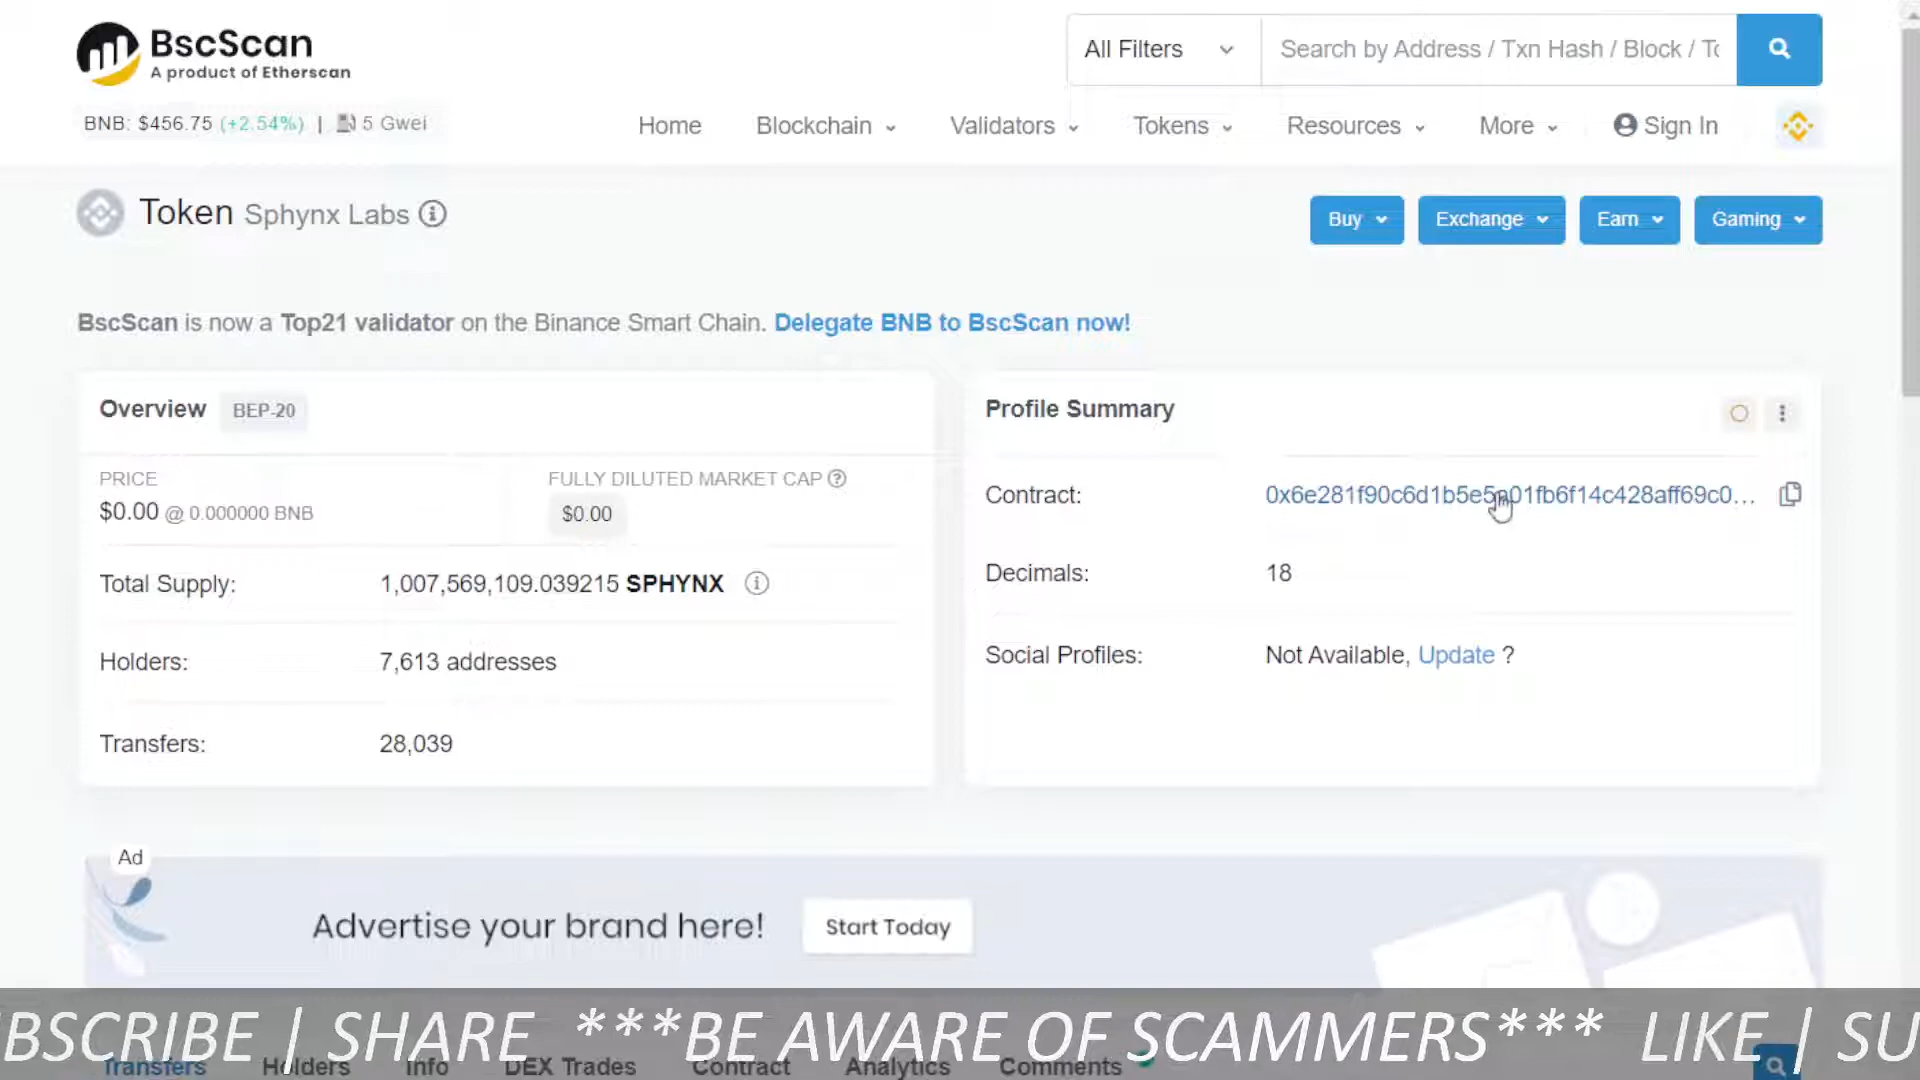 BscScan
A product of Etherscan
All Filters
Search by Address / Txn Hash / Block / To
BNB: $456.75 (+2.54%) | 5 Gwei
Home
Blockchain
Validators
Tokens
Resources
More
Sign In
Token Sphynx Labs
Buy
Exchange
Earn
Gaming
BscScan is now a Top21 validator on the Binance Smart Chain. Delegate BNB to BscScan now!
Overview BEP-20
PRICE
$0.00 @ 0.000000 BNB
FULLY DILUTED MARKET CAP
$0.00
Total Supply: 1,007,569,109.039215 SPHYNX
Holders: 7,613 addresses
Transfers: 28,039
Profile Summary
Contract: 0x6e281f90c6d1b5e5a01fb6f14c428aff69c0...
Decimals: 18
Social Profiles: Not Available, Update ?
Ad
Advertise your brand here!
Start Today
BSCRIBE | SHARE ***BE AWARE OF SCAMMERS*** LIKE | SU
Transfers
Holders
Info
DEX Trades
Contract
Analytics
Comments